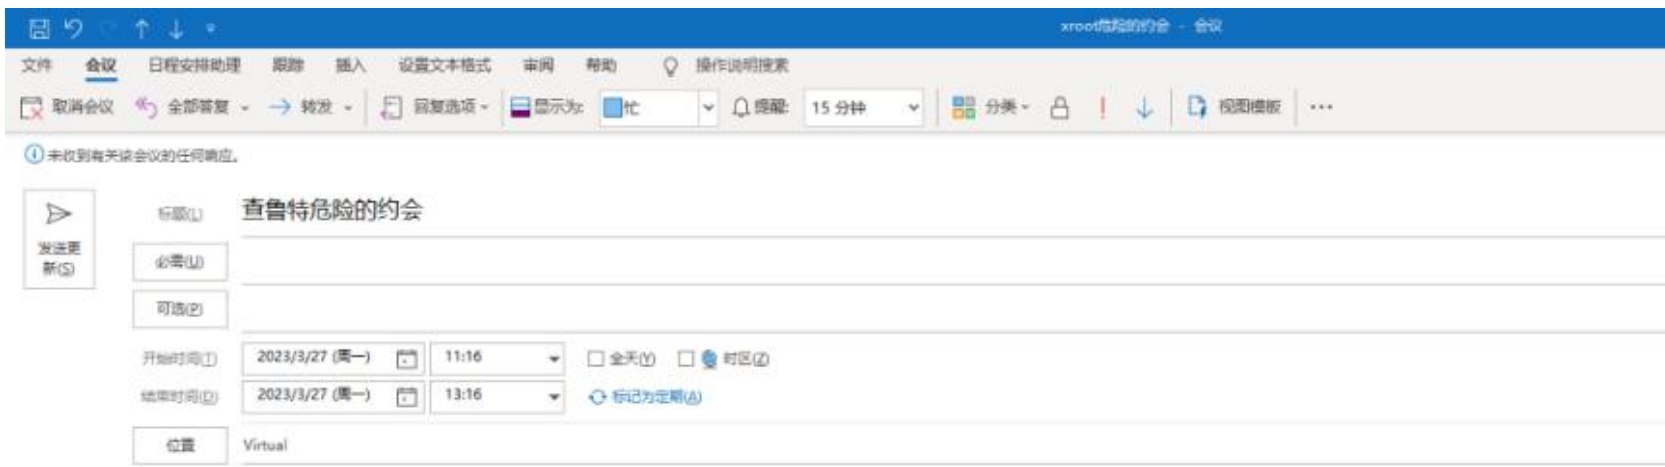 xroot危险的约会 - 会议
文件 会议 日程安排助理 跟踪 插入 设置文本格式 审阅 帮助 操作说明搜索
取消会议 全部答复 转发 回复选项 显示为: 忙 提醒: 15 分钟 分类 视图模板 ...
未收到有关该会议的任何响应。
发送更新(S)
标题(L) 查鲁特危险的约会
必需(U)
可选(P)
开始时间(T) 2023/3/27 (周一) 11:16 全天(Y) 时区(Z)
结束时间(D) 2023/3/27 (周一) 13:16 标记为定期(A)
位置 Virtual